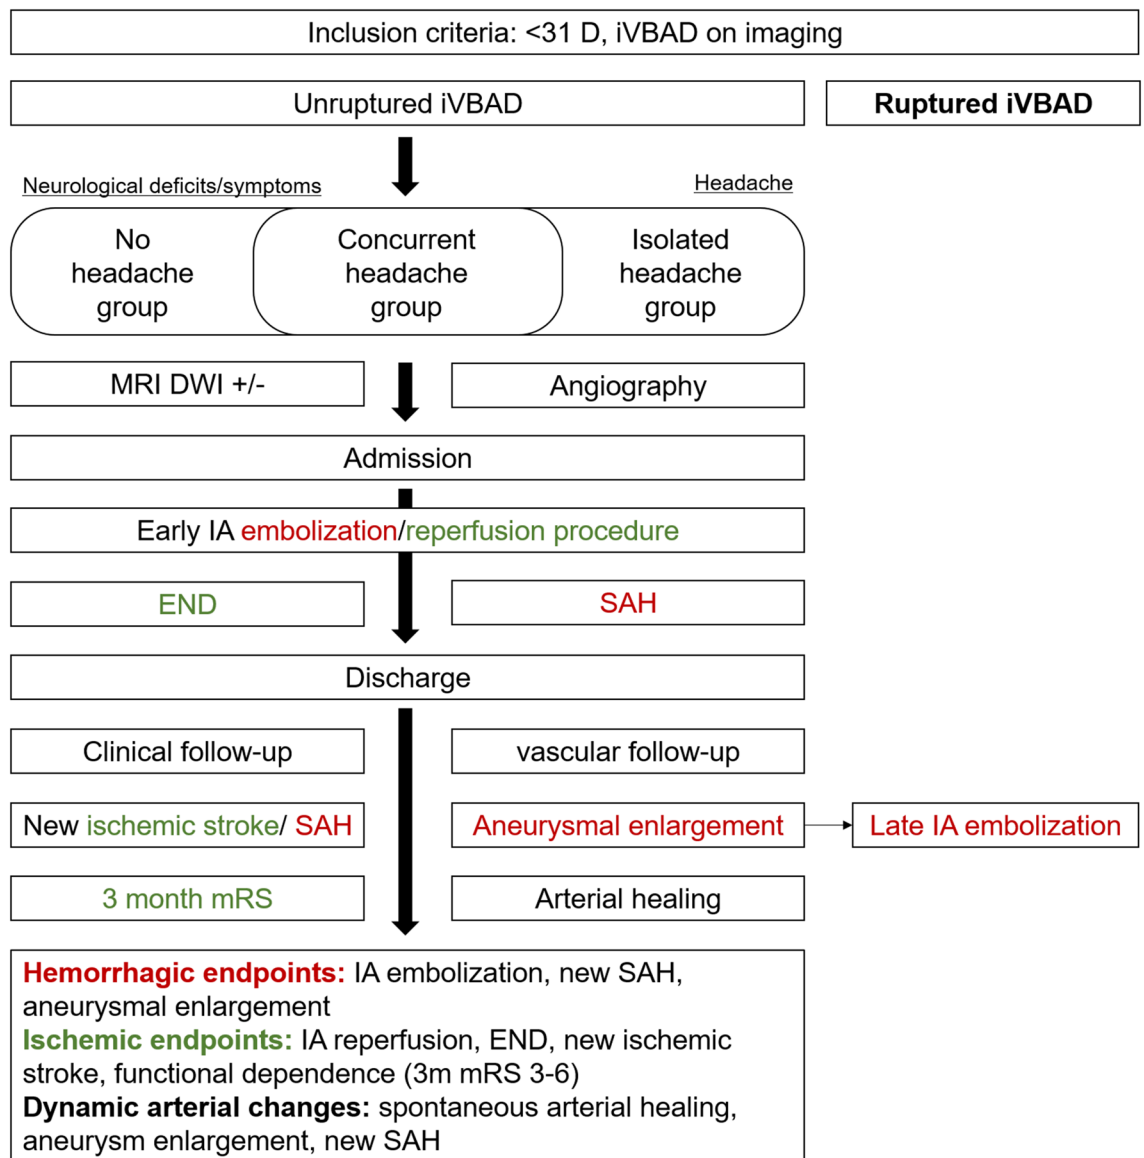 Inclusion criteria: <31 D, iVBAD on imaging
Unruptured iVBAD
Ruptured iVBAD
Neurological deficits/symptoms
Headache
No
headache
group
Concurrent
headache
group
Isolated
headache
group
MRI DWI +/-
Angiography
Admission
Early IA embolization/reperfusion procedure
END
SAH
Discharge
Clinical follow-up
vascular follow-up
New ischemic stroke/ SAH
Aneurysmal enlargement
Late IA embolization
3 month mRS
Arterial healing
Hemorrhagic endpoints: IA embolization, new SAH,
aneurysmal enlargement
Ischemic endpoints: IA reperfusion, END, new ischemic
stroke, functional dependence (3m mRS 3-6)
Dynamic arterial changes: spontaneous arterial healing,
aneurysm enlargement, new SAH